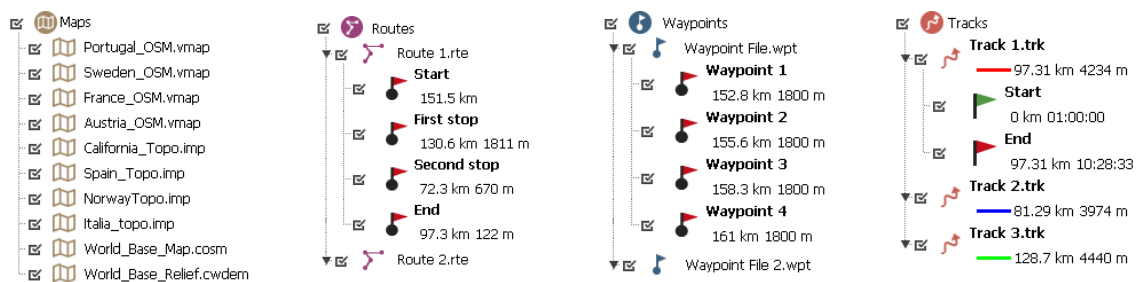 Maps
Portugal_OSM.vmap
Sweden_OSM.vmap
France_OSM.vmap
Austria_OSM.vmap
California_Topo.imp
Spain_Topo.imp
NorwayTopo.imp
Italia_topo.imp
World_Base_Map.cosm
World_Base_Relief.cwdem
Routes
Route 1.rte
Start
151.5 km
First stop
130.6 km 1811 m
Second stop
72.3 km 670 m
End
97.3 km 122 m
Route 2.rte
Waypoints
Waypoint File.wpt
Waypoint 1
152.8 km 1800 m
Waypoint 2
155.6 km 1800 m
Waypoint 3
158.3 km 1800 m
Waypoint 4
161 km 1800 m
Waypoint File 2.wpt
Tracks
Track 1.trk
97.31 km 4234 m
Start
0 km 01:00:00
End
97.31 km 10:28:33
Track 2.trk
81.29 km 3974 m
Track 3.trk
128.7 km 4440 m